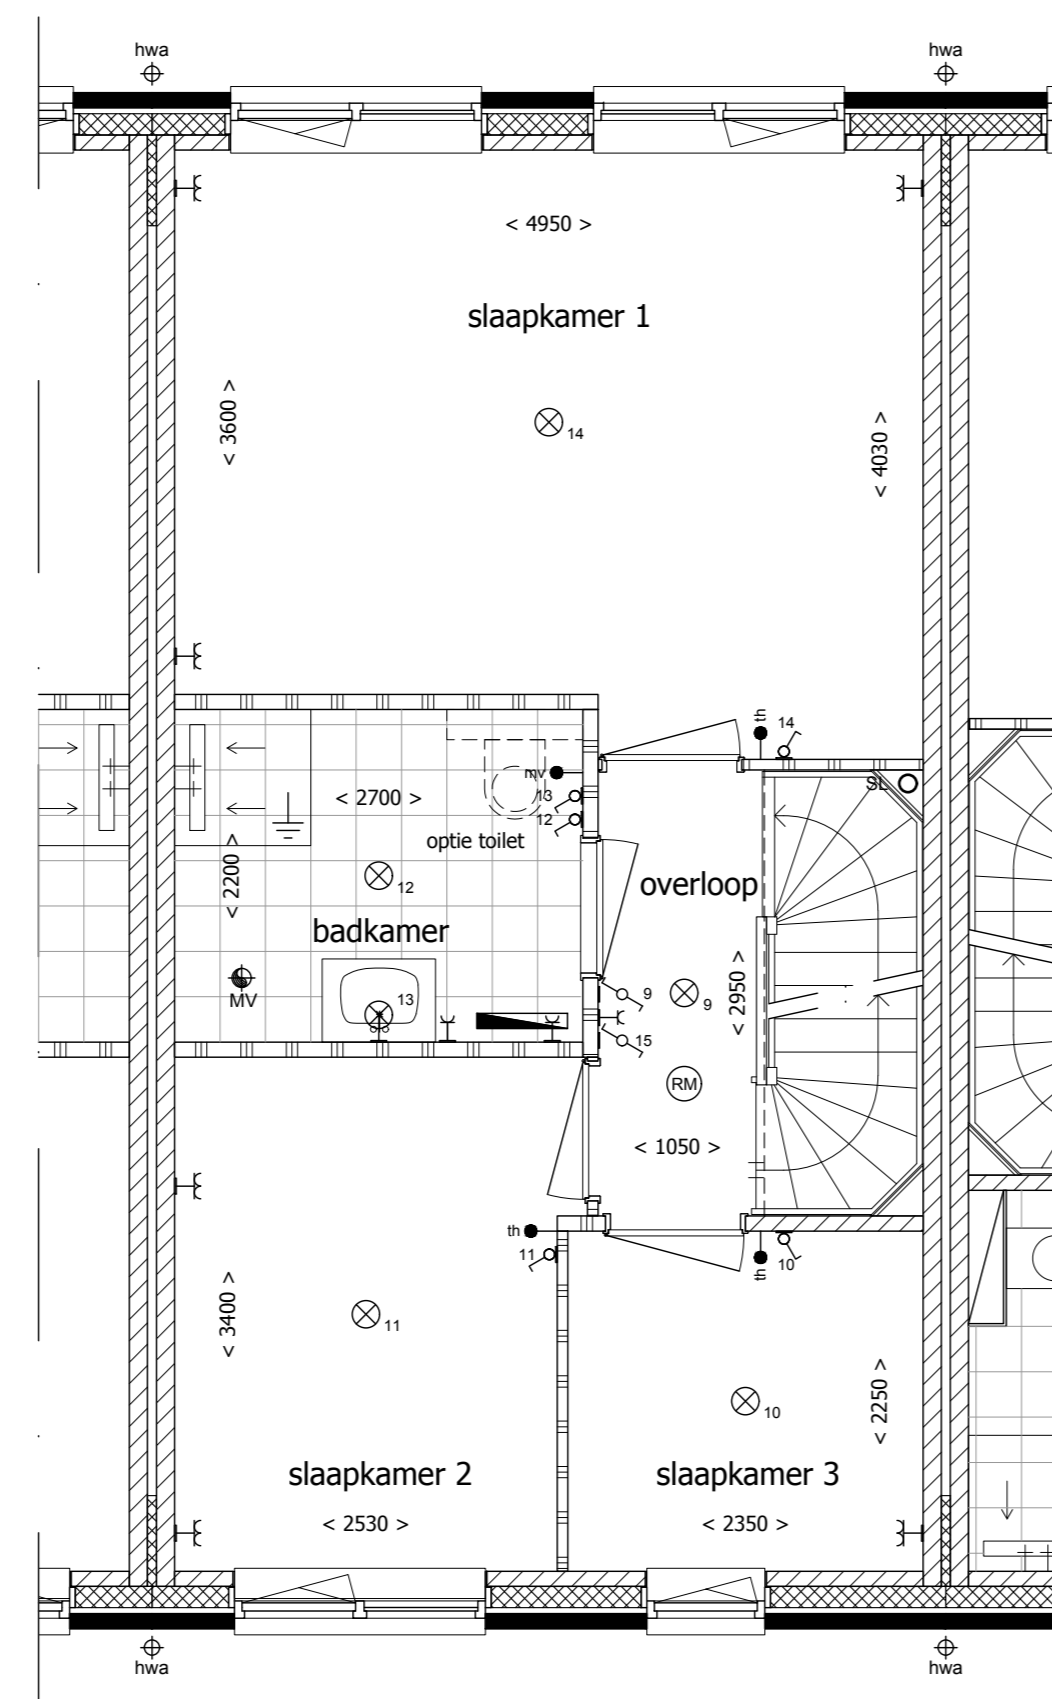 hwa
hwa
< 4950 >
slaapkamer 1
< 3600 >
14
< 4030 >
th
14
mv
SL
13
< 2700 >
12
optie toilet
< 2200 >
12
overloop
badkamer
MV
13
9
9
< 2950 >
15
RM
< 1050 >
th
11
th
10
< 3400 >
11
10
< 2250 >
slaapkamer 2
slaapkamer 3
< 2530 >
< 2350 >
hwa
hwa